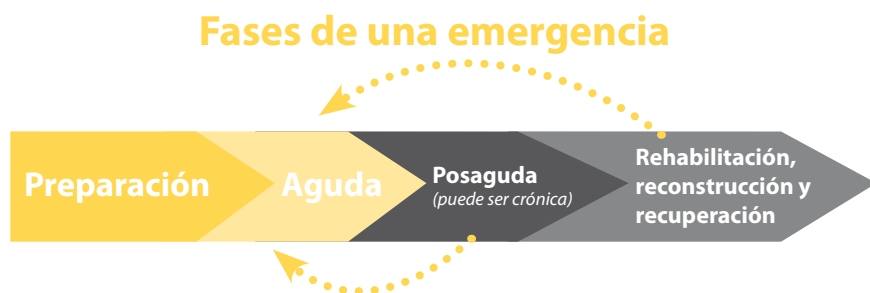 Fases de una emergencia
Preparación
Aguda
Posaguda
(puede ser crónica)
Rehabilitación,
reconstrucción y
recuperación